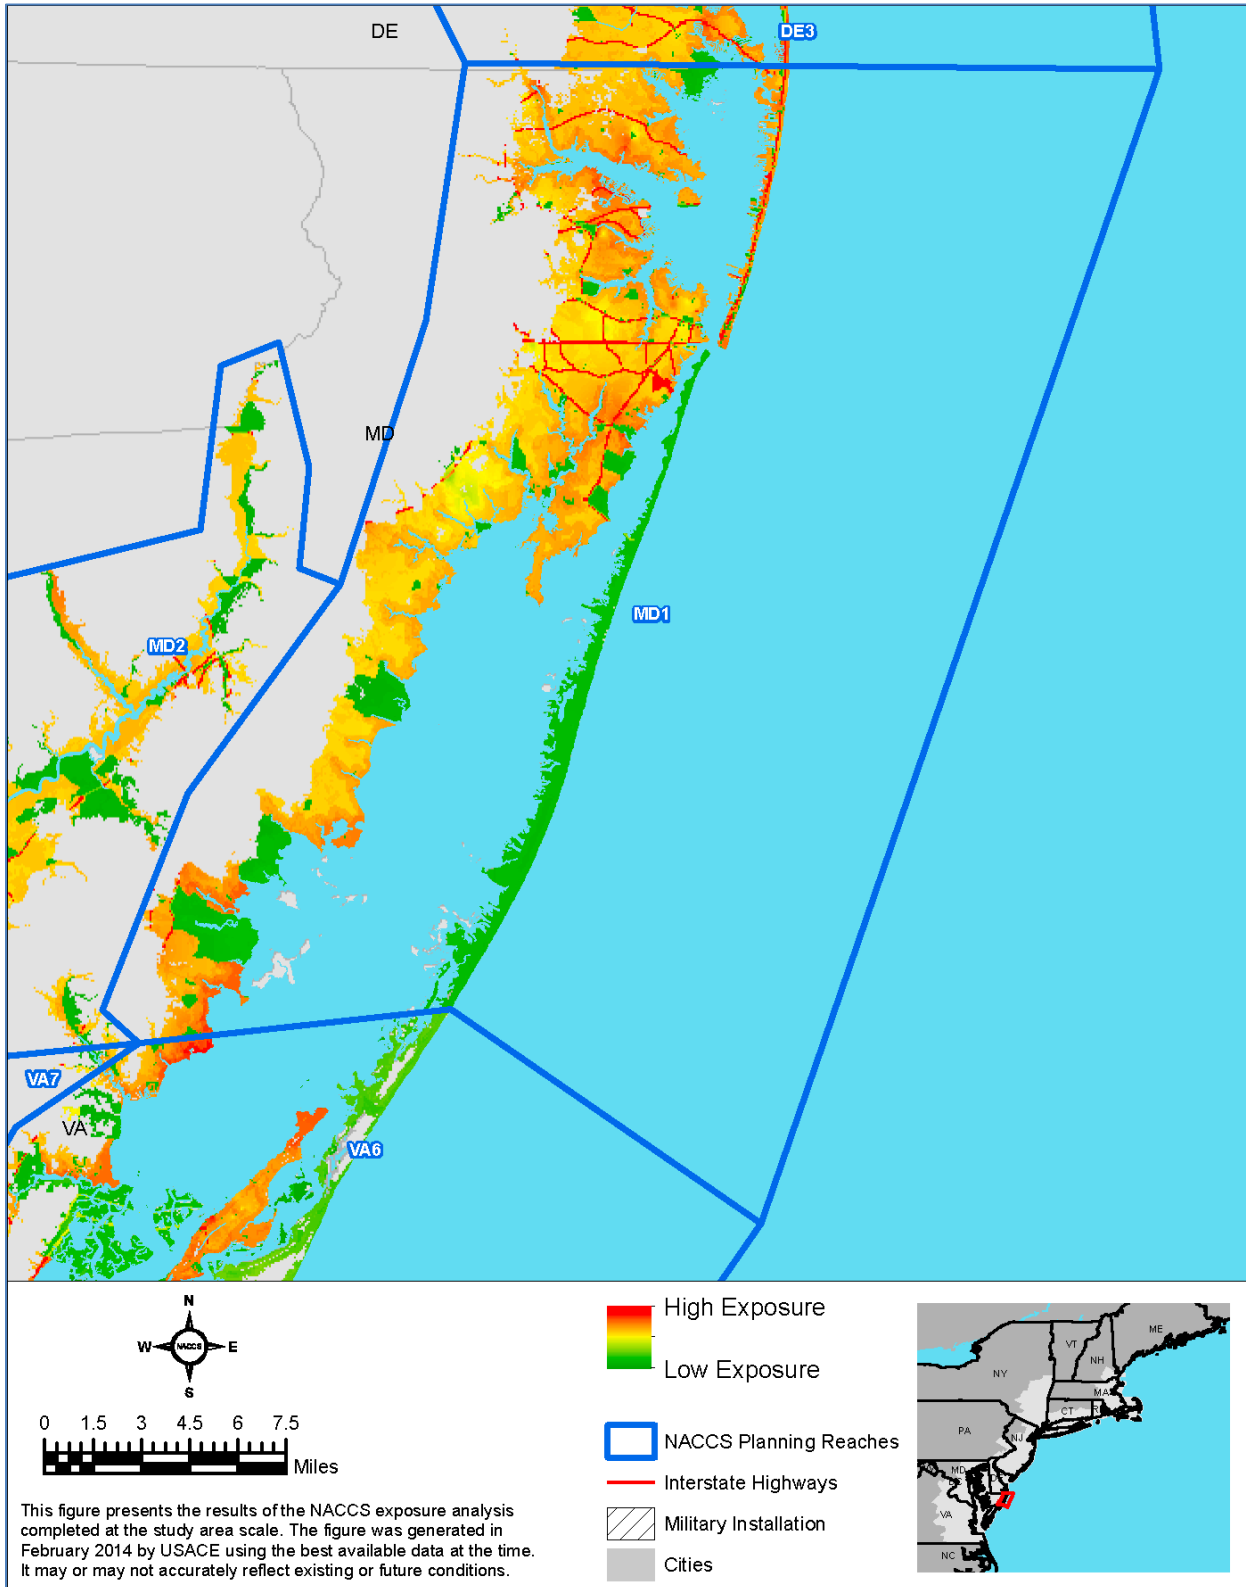 DE
DE3
MD
MD1
MD2
VA7
VA
VA6
N
W
NACCS
E
S
0 1.5 3 4.5 6 7.5
Miles
This figure presents the results of the NACCS exposure analysis
completed at the study area scale. The figure was generated in
February 2014 by USACE using the best available data at the time.
It may or may not accurately reflect existing or future conditions.
High Exposure
Low Exposure
NACCS Planning Reaches
Interstate Highways
Military Installation
Cities
ME
VT
NH
NY
MA
CT
PA
NJ
MD
VA
NC